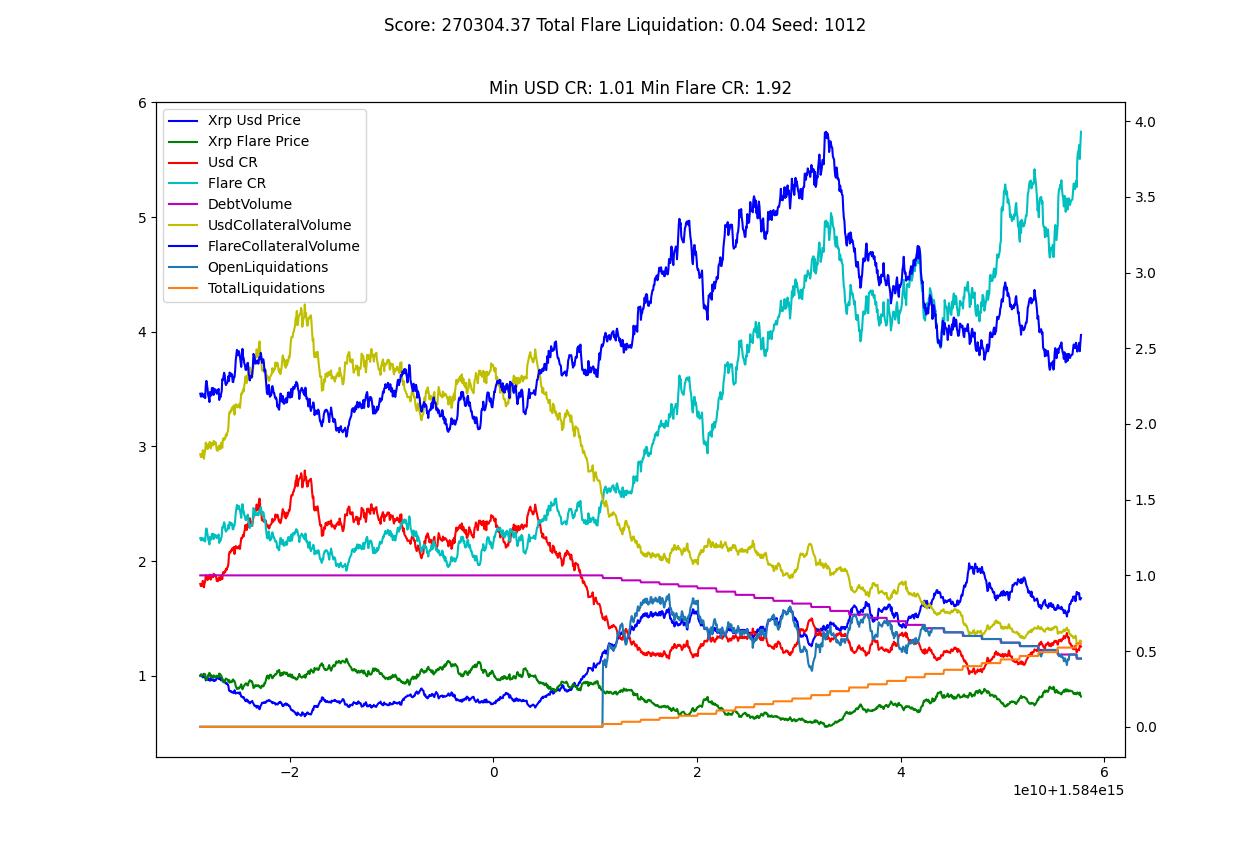 Score: 270304.37 Total Flare Liquidation: 0.04 Seed: 1012
Min USD CR: 1.01 Min Flare CR: 1.92
Xrp Usd Price
Xrp Flare Price
Usd CR
Flare CR
DebtVolume
UsdCollateralVolume
FlareCollateralVolume
OpenLiquidations
TotalLiquidations
6
5
4
3
2
1
4.0
3.5
3.0
2.5
2.0
1.5
1.0
0.5
0.0
−2
0
2
4
6
1e10+1.584e15